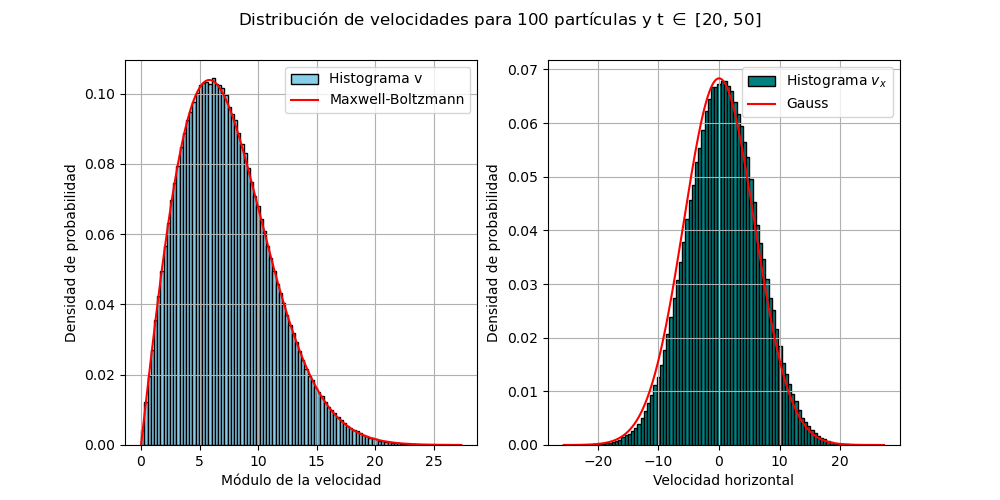 Distribución de velocidades para 100 partículas y t ∈ [20, 50]
Densidad de probabilidad
0.10
0.08
0.06
0.04
0.02
0.00
Histograma v
Maxwell-Boltzmann
0 5 10 15 20 25
Módulo de la velocidad
Densidad de probabilidad
0.07
0.06
0.05
0.04
0.03
0.02
0.01
0.00
Histograma vₓ
Gauss
−20 −10 0 10 20
Velocidad horizontal